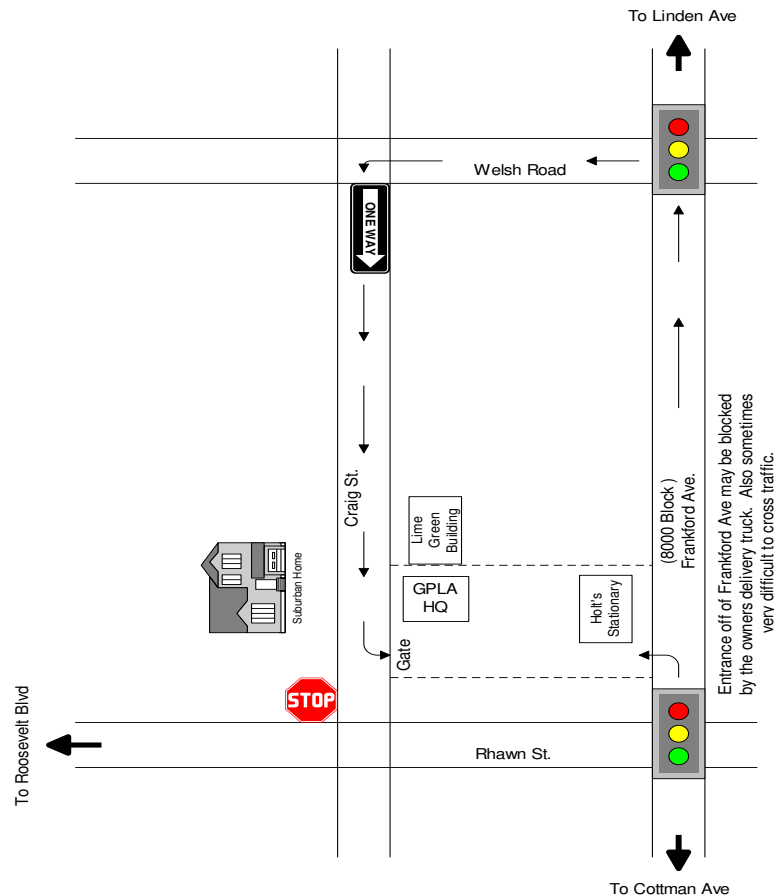 To Linden Ave
Welsh Road
ONE WAY
Craig St.
(8000 Block )
Frankford Ave.
Entrance off of Frankford Ave may be blocked
by the owners delivery truck.  Also sometimes
very difficult to cross traffic.
Lime
Green
Building
Suburban Home
GPLA
HQ
Holt's
Stationary
Gate
STOP
To Roosevelt Blvd
Rhawn St.
To Cottman Ave